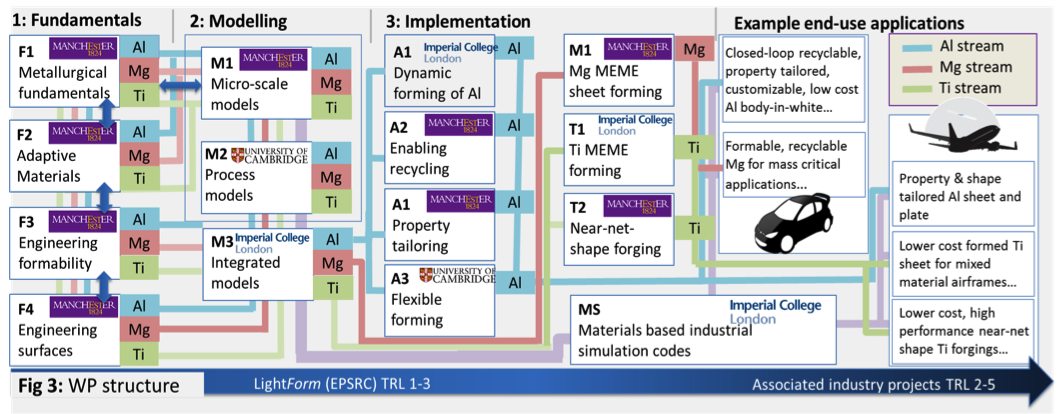 1: Fundamentals
2: Modelling
3: Implementation
Example end-use applications
F1
MANCHESTER
1824
Metallurgical
fundamentals
Al
Mg
Ti
F2
MANCHESTER
1824
Adaptive
Materials
Al
Mg
Ti
F3
MANCHESTER
1824
Engineering
formability
Al
Mg
Ti
F4
MANCHESTER
1824
Engineering
surfaces
Al
Mg
Ti
M1
MANCHESTER
1824
Micro-scale
models
Al
Mg
Ti
M2
UNIVERSITY OF
CAMBRIDGE
Process
models
Al
Mg
Ti
M3
Imperial College
London
Integrated
models
Al
Mg
Ti
A1
Imperial College
London
Dynamic
forming of Al
Al
A2
MANCHESTER
1824
Enabling
recycling
Al
A1
MANCHESTER
1824
Property
tailoring
A3
UNIVERSITY OF
CAMBRIDGE
Flexible
forming
Al
M1
MANCHESTER
1824
Mg MEME
sheet forming
Mg
T1
Imperial College
London
Ti MEME
forming
Ti
T2
MANCHESTER
1824
Near-net-
shape forging
Ti
MS
Imperial College
London
Materials based industrial
simulation codes
Closed-loop recyclable,
property tailored,
customizable, low cost
Al body-in-white...
Formable, recyclable
Mg for mass critical
applications...
Al stream
Mg stream
Ti stream
Property & shape
tailored Al sheet and
plate
Lower cost formed Ti
sheet for mixed
material airframes...
Lower cost, high
performance near-net
shape Ti forgings...
Fig 3: WP structure
LightForm (EPSRC) TRL 1-3
Associated industry projects TRL 2-5